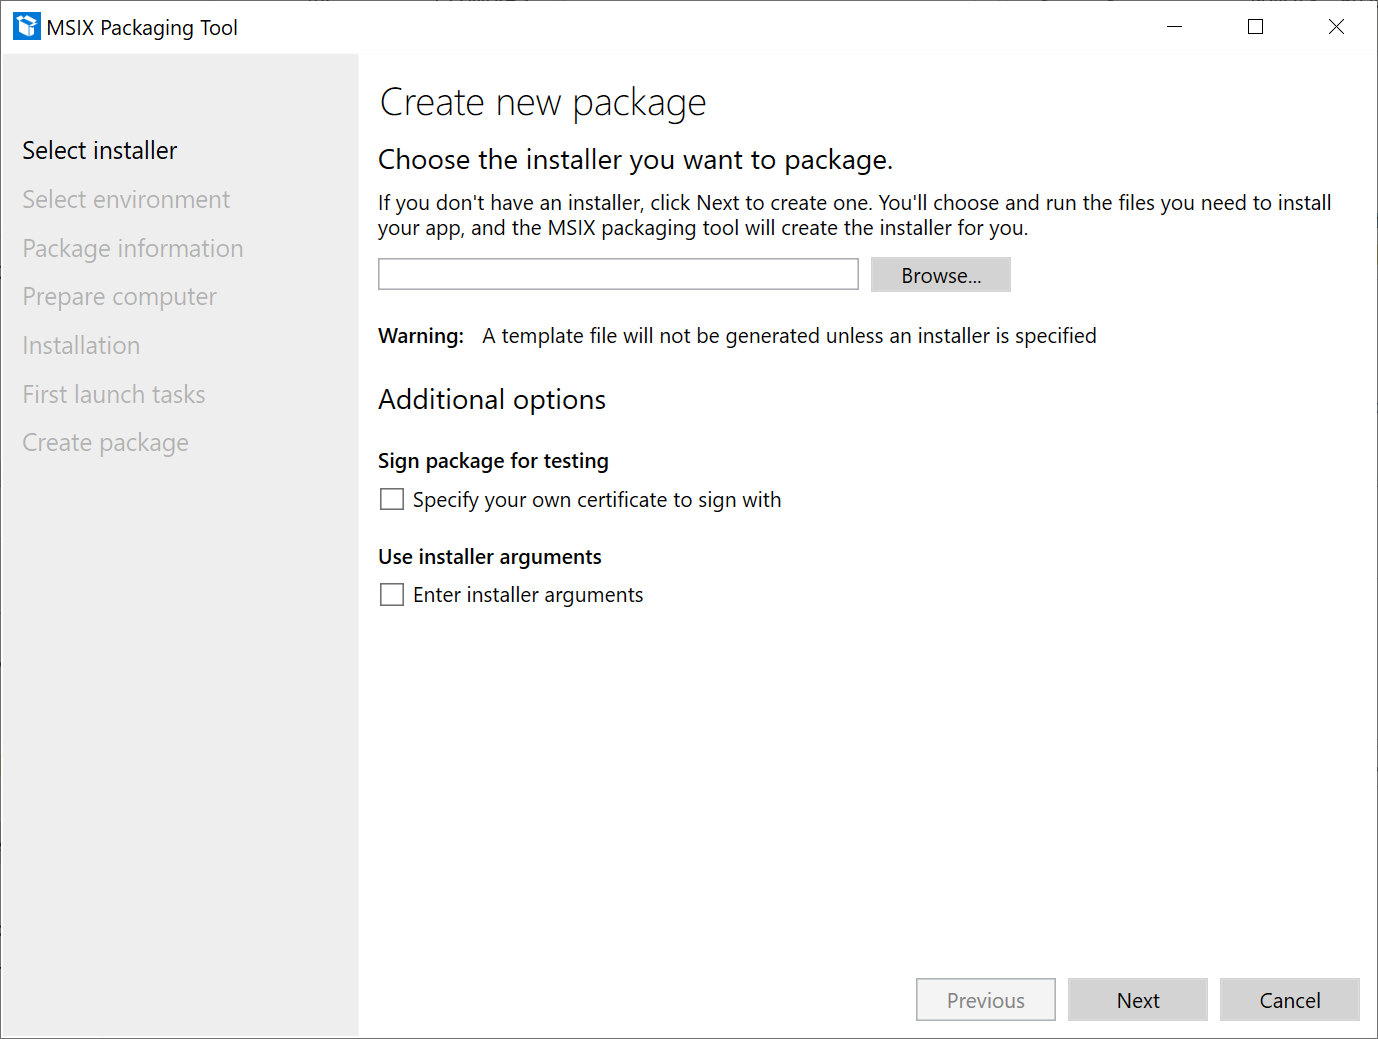 MSIX Packaging Tool
Select installer
Select environment
Package information
Prepare computer
Installation
First launch tasks
Create package
Create new package
Choose the installer you want to package.
If you don't have an installer, click Next to create one. You'll choose and run the files you need to install
your app, and the MSIX packaging tool will create the installer for you.
Browse...
Warning: A template file will not be generated unless an installer is specified
Additional options
Sign package for testing
Specify your own certificate to sign with
Use installer arguments
Enter installer arguments
Previous Next Cancel